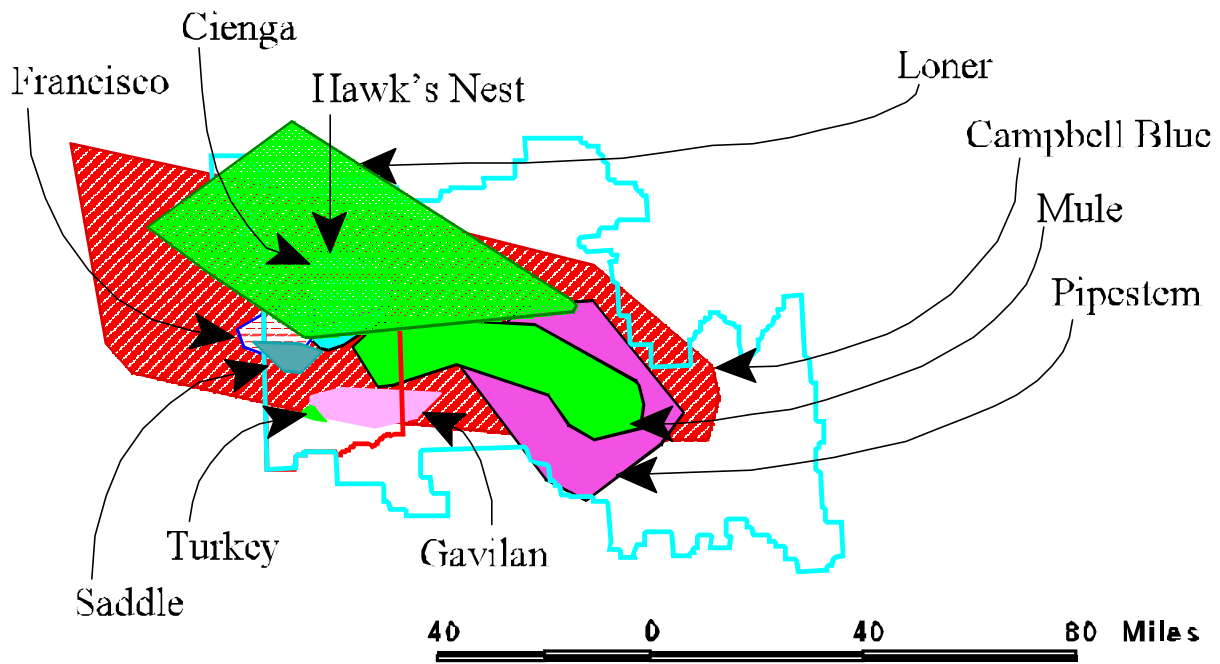 Cienga
Francisco
Hawk's Nest
Loner
Campbell Blue
Mule
Pipestem
Turkey
Gavilan
Saddle
40 0 40 80 Miles